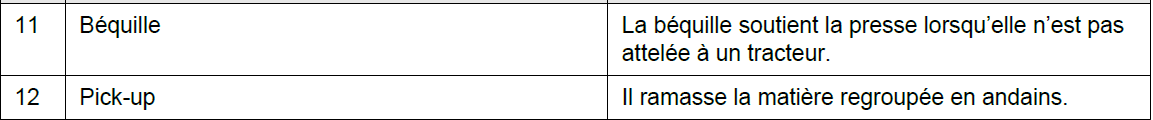 11 Béquille La béquille soutient la presse lorsqu’elle n’est pas
attelée à un tracteur.
12 Pick-up Il ramasse la matière regroupée en andains.